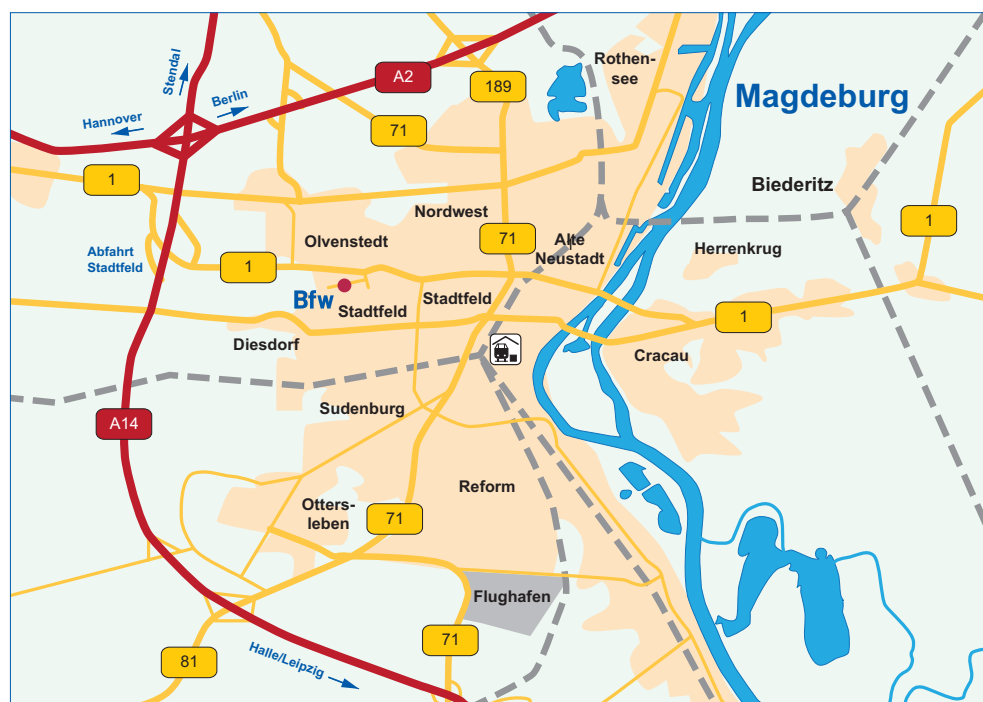 Rothen-
see
A2
189
Stendal
Berlin
Hannover
71
Magdeburg
1
Biederitz
Nordwest
71
Alte
Neustadt
1
Olvenstedt
Herrenkrug
Abfahrt
Stadtfeld
1
Bfw
Stadtfeld
Stadtfeld
1
Diesdorf
Cracau
Sudenburg
A14
Reform
Otters-
leben
71
Flughafen
71
81
Halle/Leipzig